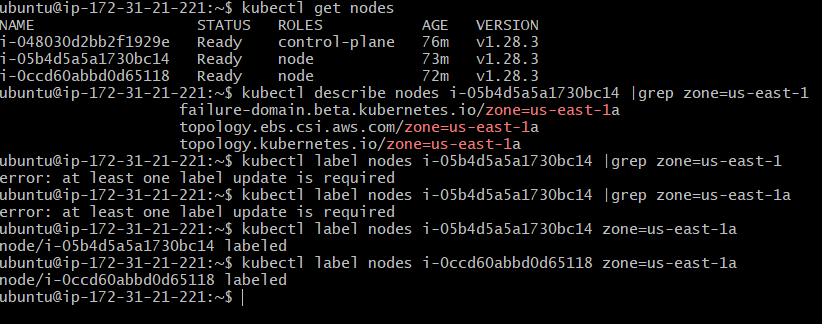 ubuntu@ip-172-31-21-221:~$ kubectl get nodes
NAME STATUS ROLES AGE VERSION
i-048030d2bb2f1929e Ready control-plane 76m v1.28.3
i-05b4d5a5a1730bc14 Ready node 73m v1.28.3
i-0ccd60abbd0d65118 Ready node 72m v1.28.3
ubuntu@ip-172-31-21-221:~$ kubectl describe nodes i-05b4d5a5a1730bc14 |grep zone=us-east-1
failure-domain.beta.kubernetes.io/zone=us-east-1a
topology.ebs.csi.aws.com/zone=us-east-1a
topology.kubernetes.io/zone=us-east-1a
ubuntu@ip-172-31-21-221:~$ kubectl label nodes i-05b4d5a5a1730bc14 |grep zone=us-east-1
error: at least one label update is required
ubuntu@ip-172-31-21-221:~$ kubectl label nodes i-05b4d5a5a1730bc14 |grep zone=us-east-1a
error: at least one label update is required
ubuntu@ip-172-31-21-221:~$ kubectl label nodes i-05b4d5a5a1730bc14 zone=us-east-1a
node/i-05b4d5a5a1730bc14 labeled
ubuntu@ip-172-31-21-221:~$ kubectl label nodes i-0ccd60abbd0d65118 zone=us-east-1a
node/i-0ccd60abbd0d65118 labeled
ubuntu@ip-172-31-21-221:~$